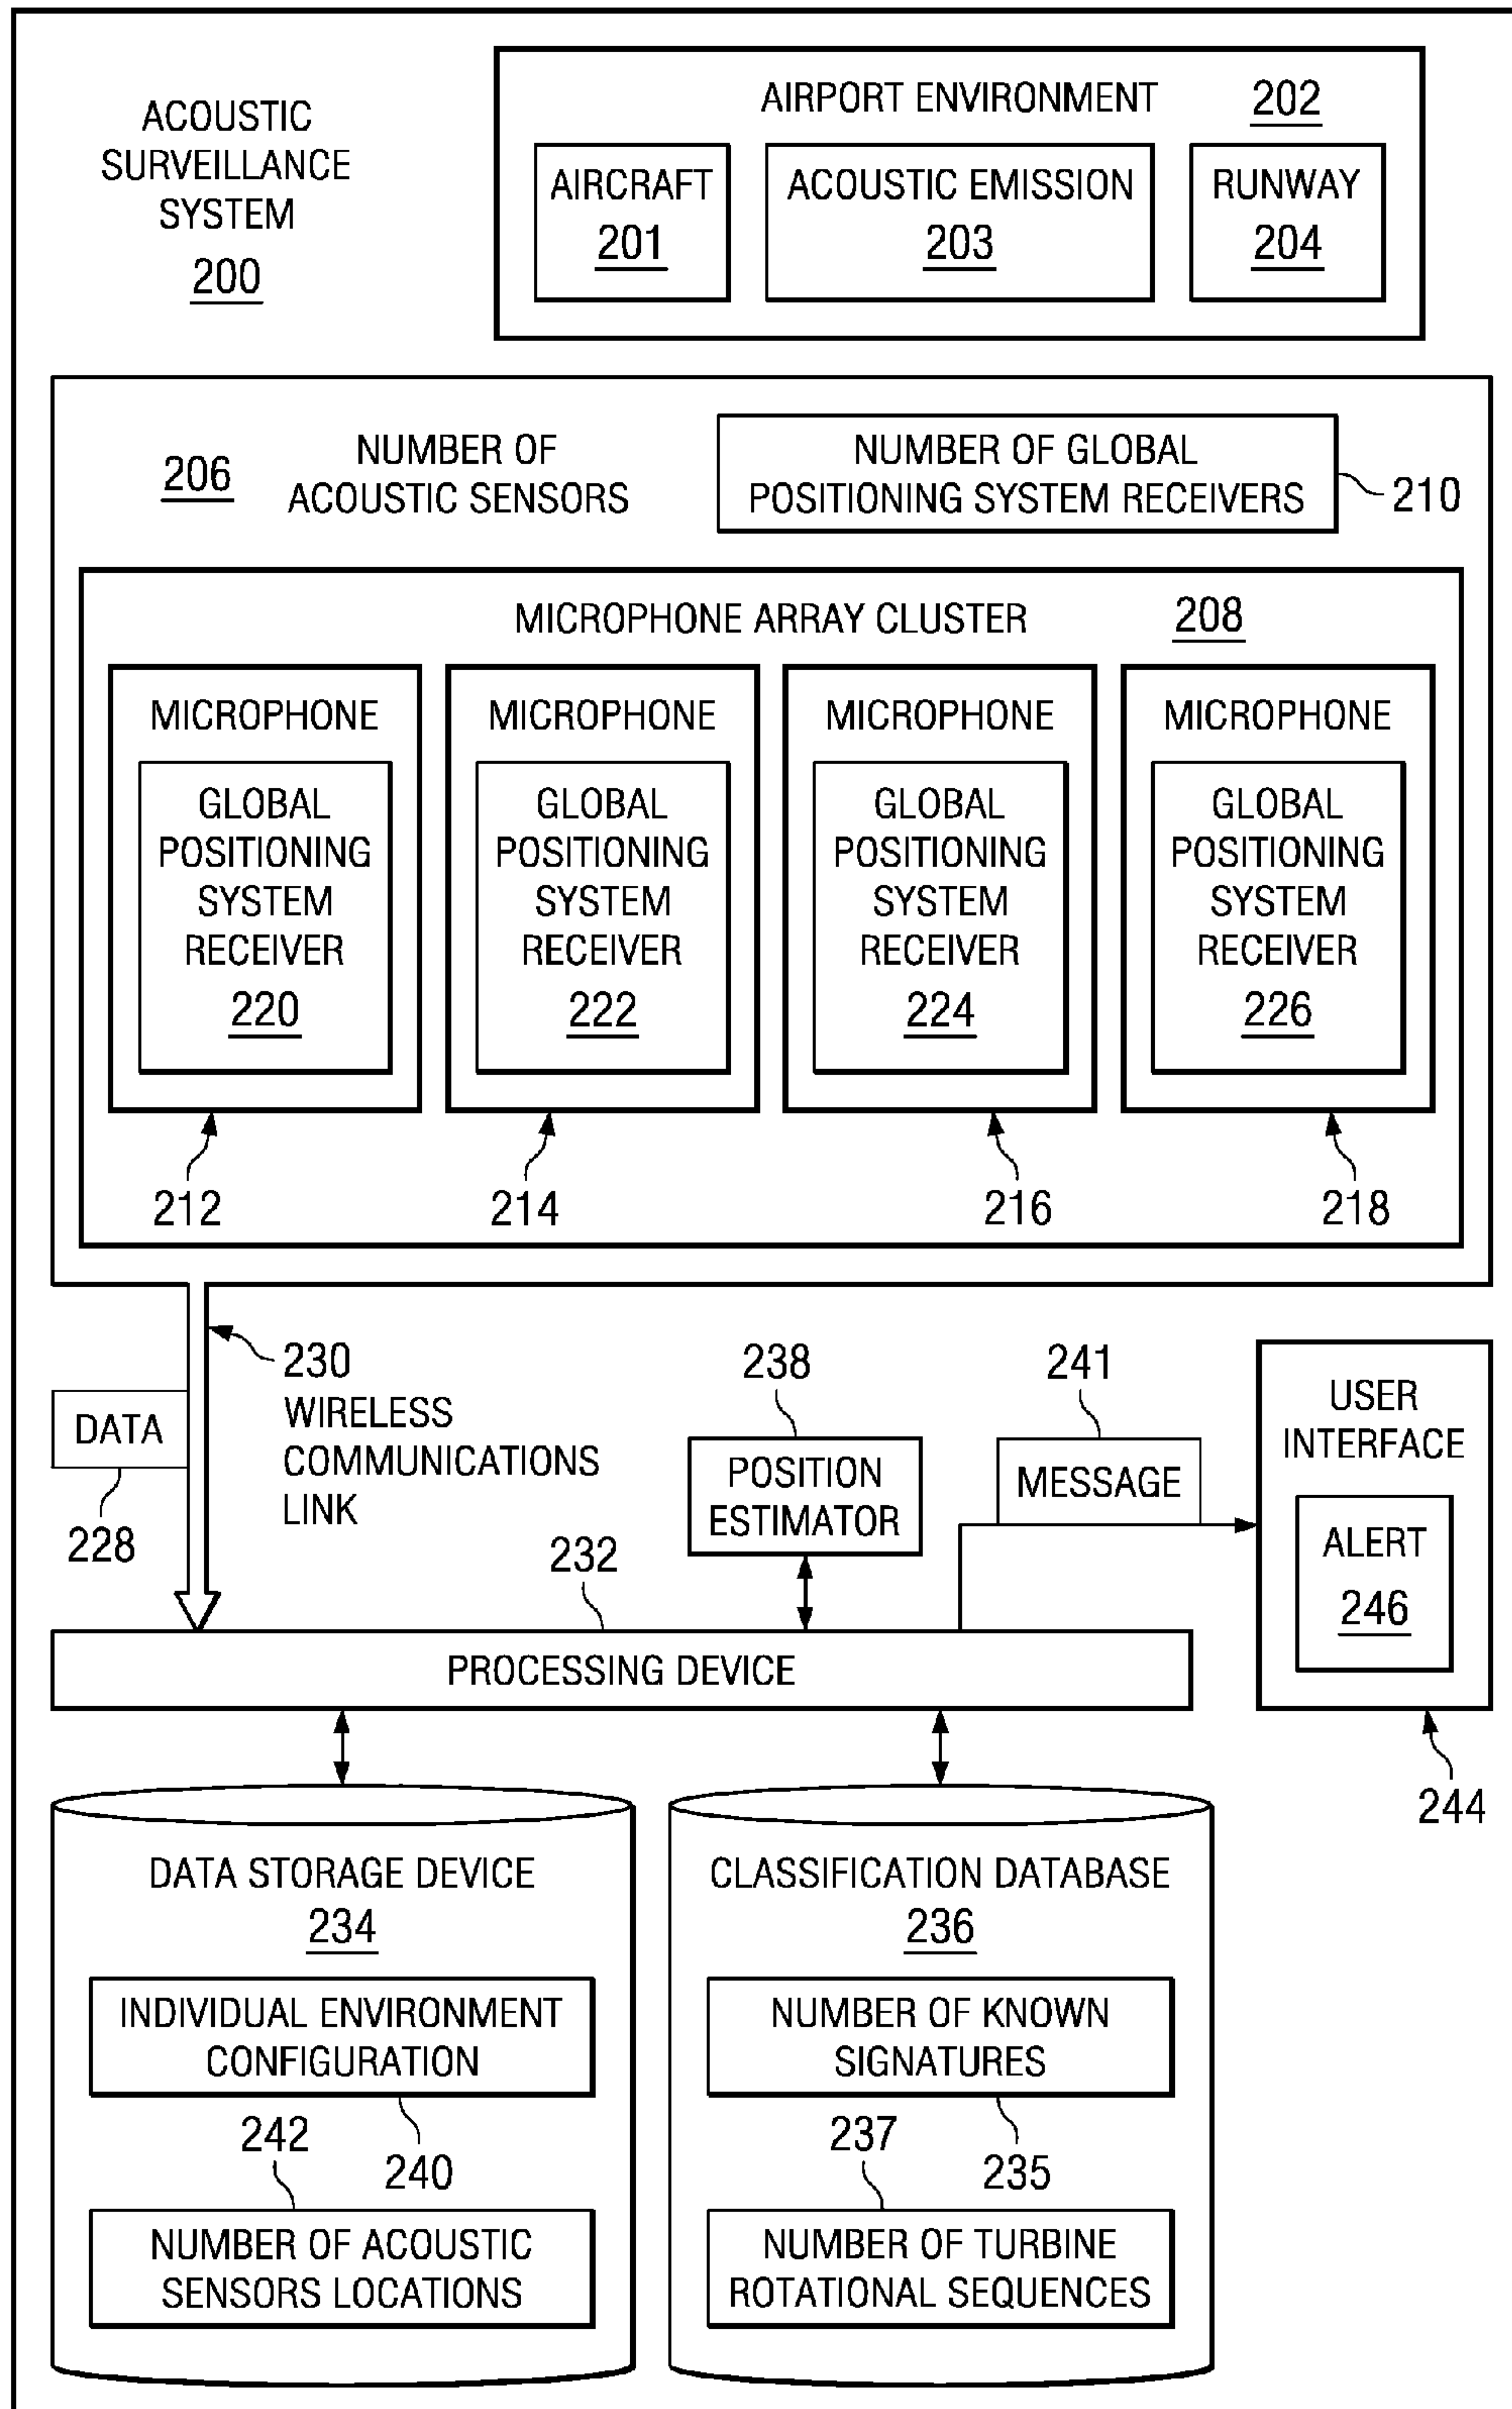 ACOUSTIC
SURVEILLANCE
SYSTEM
200
AIRPORT ENVIRONMENT 202
AIRCRAFT
201
ACOUSTIC EMISSION
203
RUNWAY
204
206
NUMBER OF
ACOUSTIC SENSORS
NUMBER OF GLOBAL
POSITIONING SYSTEM RECEIVERS
210
MICROPHONE ARRAY CLUSTER 208
MICROPHONE
GLOBAL
POSITIONING
SYSTEM
RECEIVER
220
212
MICROPHONE
GLOBAL
POSITIONING
SYSTEM
RECEIVER
222
214
MICROPHONE
GLOBAL
POSITIONING
SYSTEM
RECEIVER
224
216
MICROPHONE
GLOBAL
POSITIONING
SYSTEM
RECEIVER
226
218
230
WIRELESS
COMMUNICATIONS
LINK
DATA
228
238
POSITION
ESTIMATOR
241
MESSAGE
USER
INTERFACE
ALERT
246
244
232
PROCESSING DEVICE
DATA STORAGE DEVICE
234
INDIVIDUAL ENVIRONMENT
CONFIGURATION
240
242
NUMBER OF ACOUSTIC
SENSORS LOCATIONS
CLASSIFICATION DATABASE
236
NUMBER OF KNOWN
SIGNATURES
235
237
NUMBER OF TURBINE
ROTATIONAL SEQUENCES